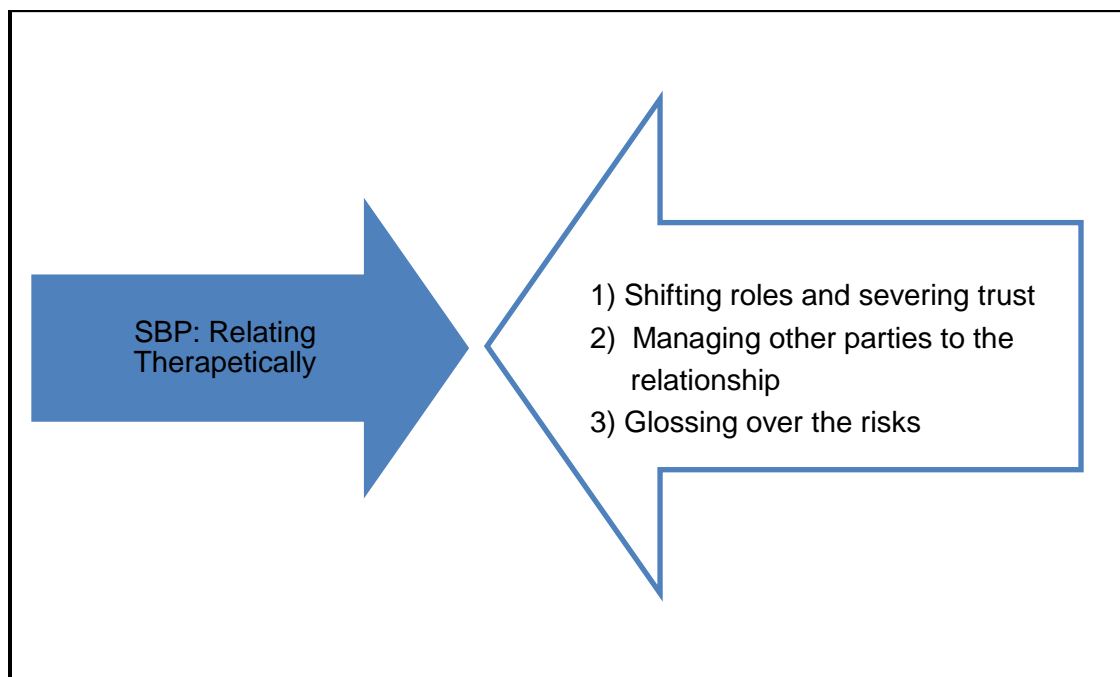 SBP: Relating
Therapetically
1) Shifting roles and severing trust
2) Managing other parties to the
relationship
3) Glossing over the risks